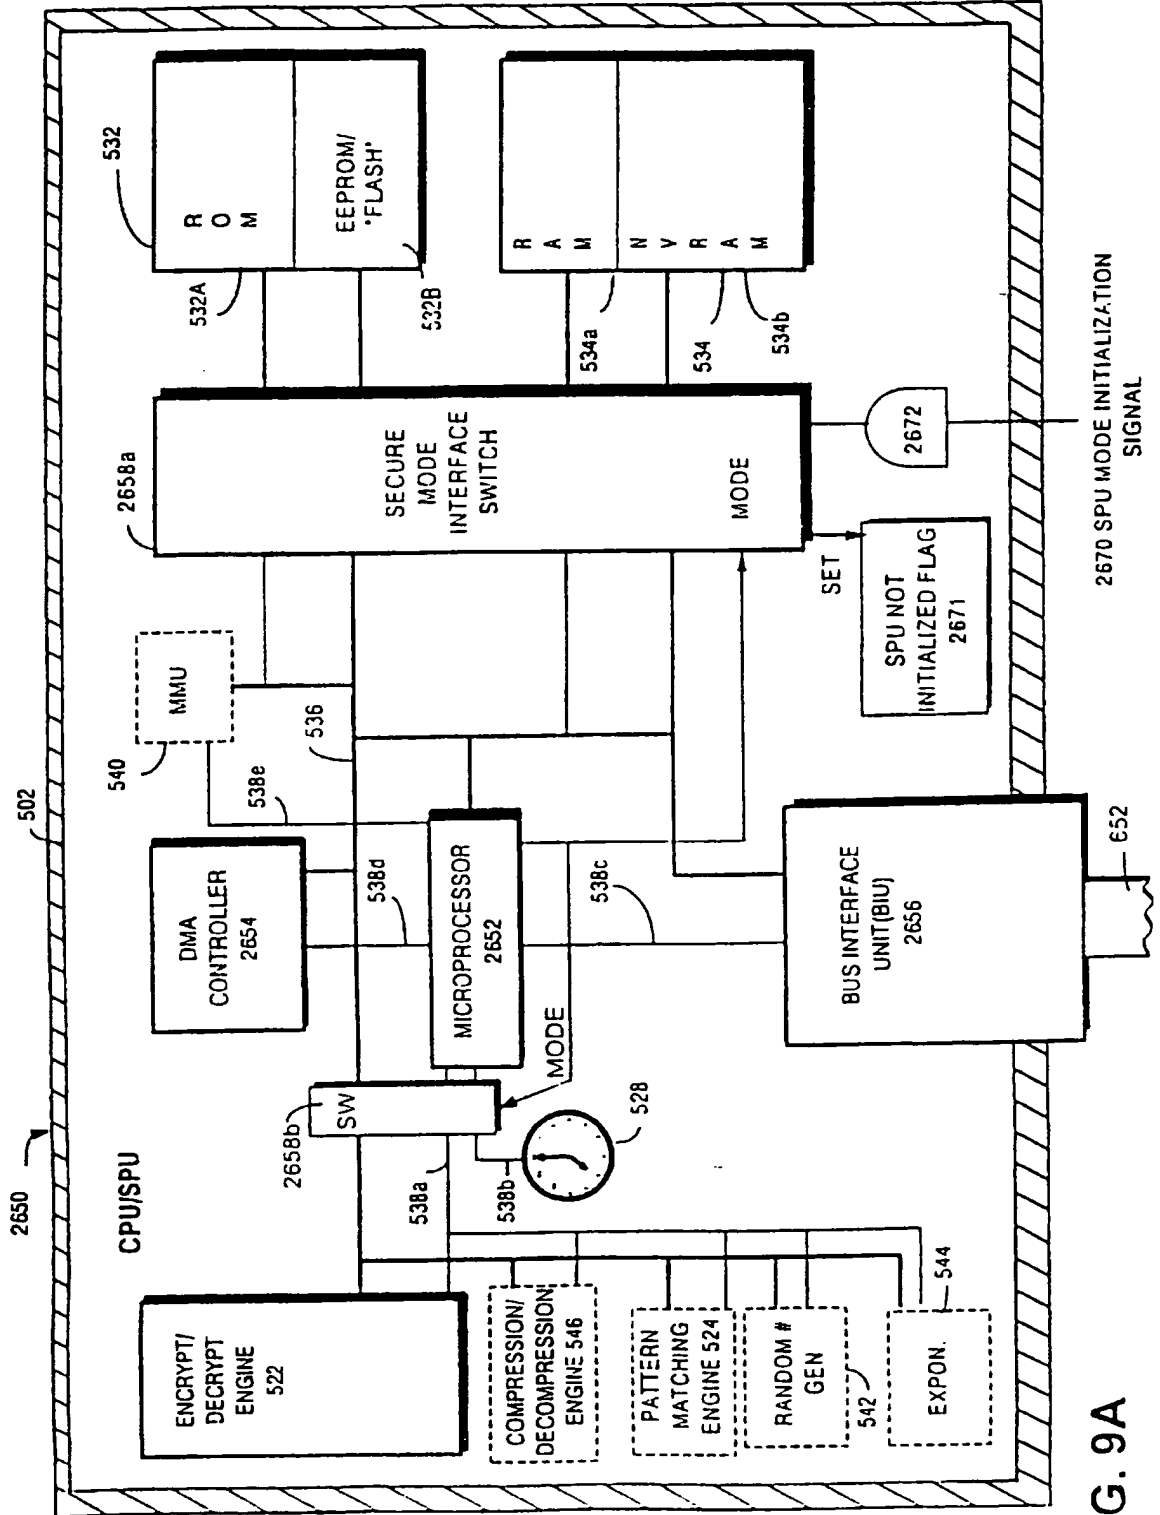 2650
502
CPU/SPU
ENCRYPT/
DECRYPT
ENGINE
522
2658b
SW
DMA
CONTROLLER
2654
540
MMU
2658a
532
R
O
M
532A
EEPROM/
"FLASH"
532B
538e
536
538d
538a
538b
528
MODE
MICROPROCESSOR
2652
538c
SECURE
MODE
INTERFACE
SWITCH
MODE
R
A
M
N
V
R
A
M
534a
534
534b
COMPRESSION/
DECOMPRESSION
ENGINE 546
PATTERN
MATCHING
ENGINE 524
RANDOM #
GEN
542
EXPON.
544
BUS INTERFACE
UNIT(BIU)
2656
652
SET
SPU NOT
INITIALIZED FLAG
2671
2672
2670 SPU MODE INITIALIZATION
SIGNAL
G. 9A